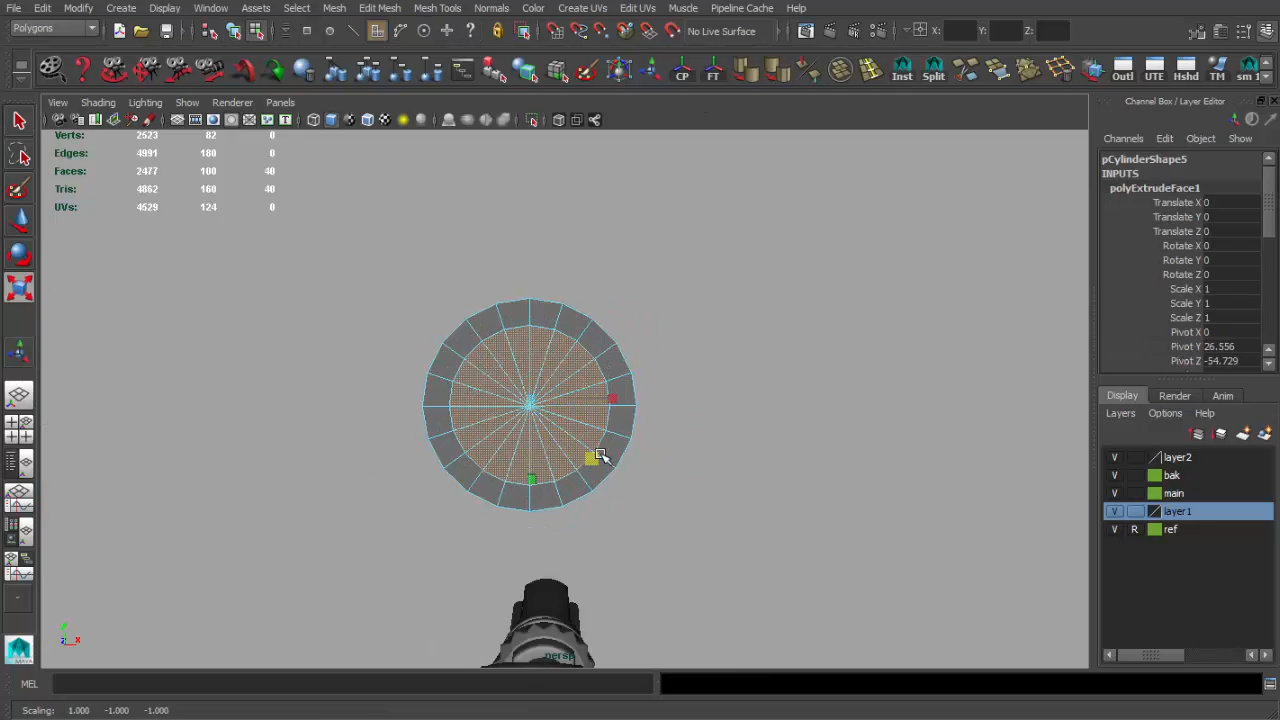 File Edit Modify Create Display Window Assets Select Mesh Edit Mesh Mesh Tools Normals Color Create UVs Edit UVs Muscle Pipeline Cache Help
Polygons No Live Surface X: Y: Z:
CP FT Inst Split Outl UTE Hshd TM sm 1
View Shading Lighting Show Renderer Panels
Verts: 2523 82 0
Edges: 4991 180 0
Faces: 2477 100 40
Tris: 4862 160 40
UVs: 4529 124 0
persp
Channel Box / Layer Editor
Channels Edit Object Show
pCylinderShape5
INPUTS
polyExtrudeFace1
Translate X 0
Translate Y 0
Translate Z 0
Rotate X 0
Rotate Y 0
Rotate Z 0
Scale X 1
Scale Y 1
Scale Z 1
Pivot X 0
Pivot Y 26.556
Pivot Z -54.729
Display Render Anim
Layers Options Help
V layer2
V bak
V main
V layer1
V R ref
MEL
Scaling: 1.000 -1.000 -1.000